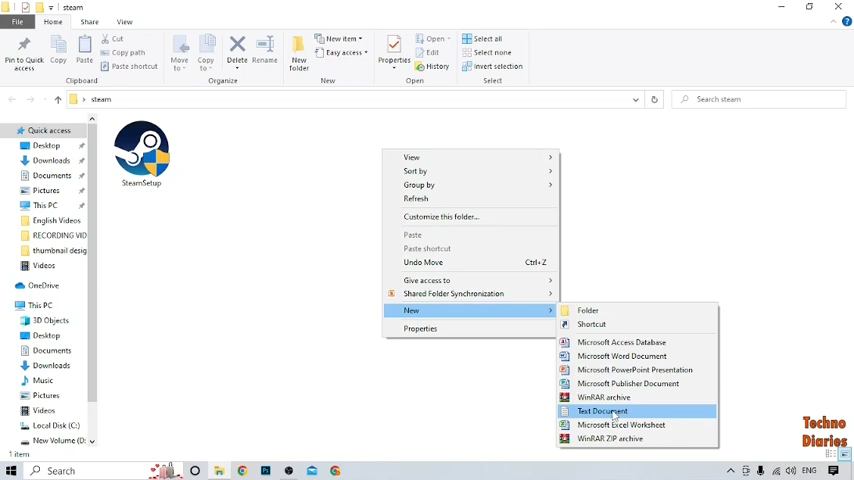 steam
File Home Share View
Pin to Quick access
Copy
Paste
Cut
Copy path
Paste shortcut
Clipboard
Move to
Copy to
Delete
Rename
Organize
New folder
New item
Easy access
New
Properties
Open
Edit
History
Open
Select all
Select none
Invert selection
Select
steam
Search steam
Quick access
Desktop
Downloads
Documents
Pictures
This PC
English Videos
RECORDING VID
thumbnail desig
Videos
OneDrive
This PC
3D Objects
Desktop
Documents
Downloads
Music
Pictures
Videos
Local Disk (C:)
New Volume (D:)
SteamSetup
View
Sort by
Group by
Refresh
Customize this folder...
Paste
Paste shortcut
Undo Move Ctrl+Z
Give access to
Shared Folder Synchronization
New
Properties
Folder
Shortcut
Microsoft Access Database
Microsoft Word Document
Microsoft PowerPoint Presentation
Microsoft Publisher Document
WinRAR archive
Text Document
Microsoft Excel Worksheet
WinRAR ZIP archive
Techno
Diaries
1 item
Search
ENG